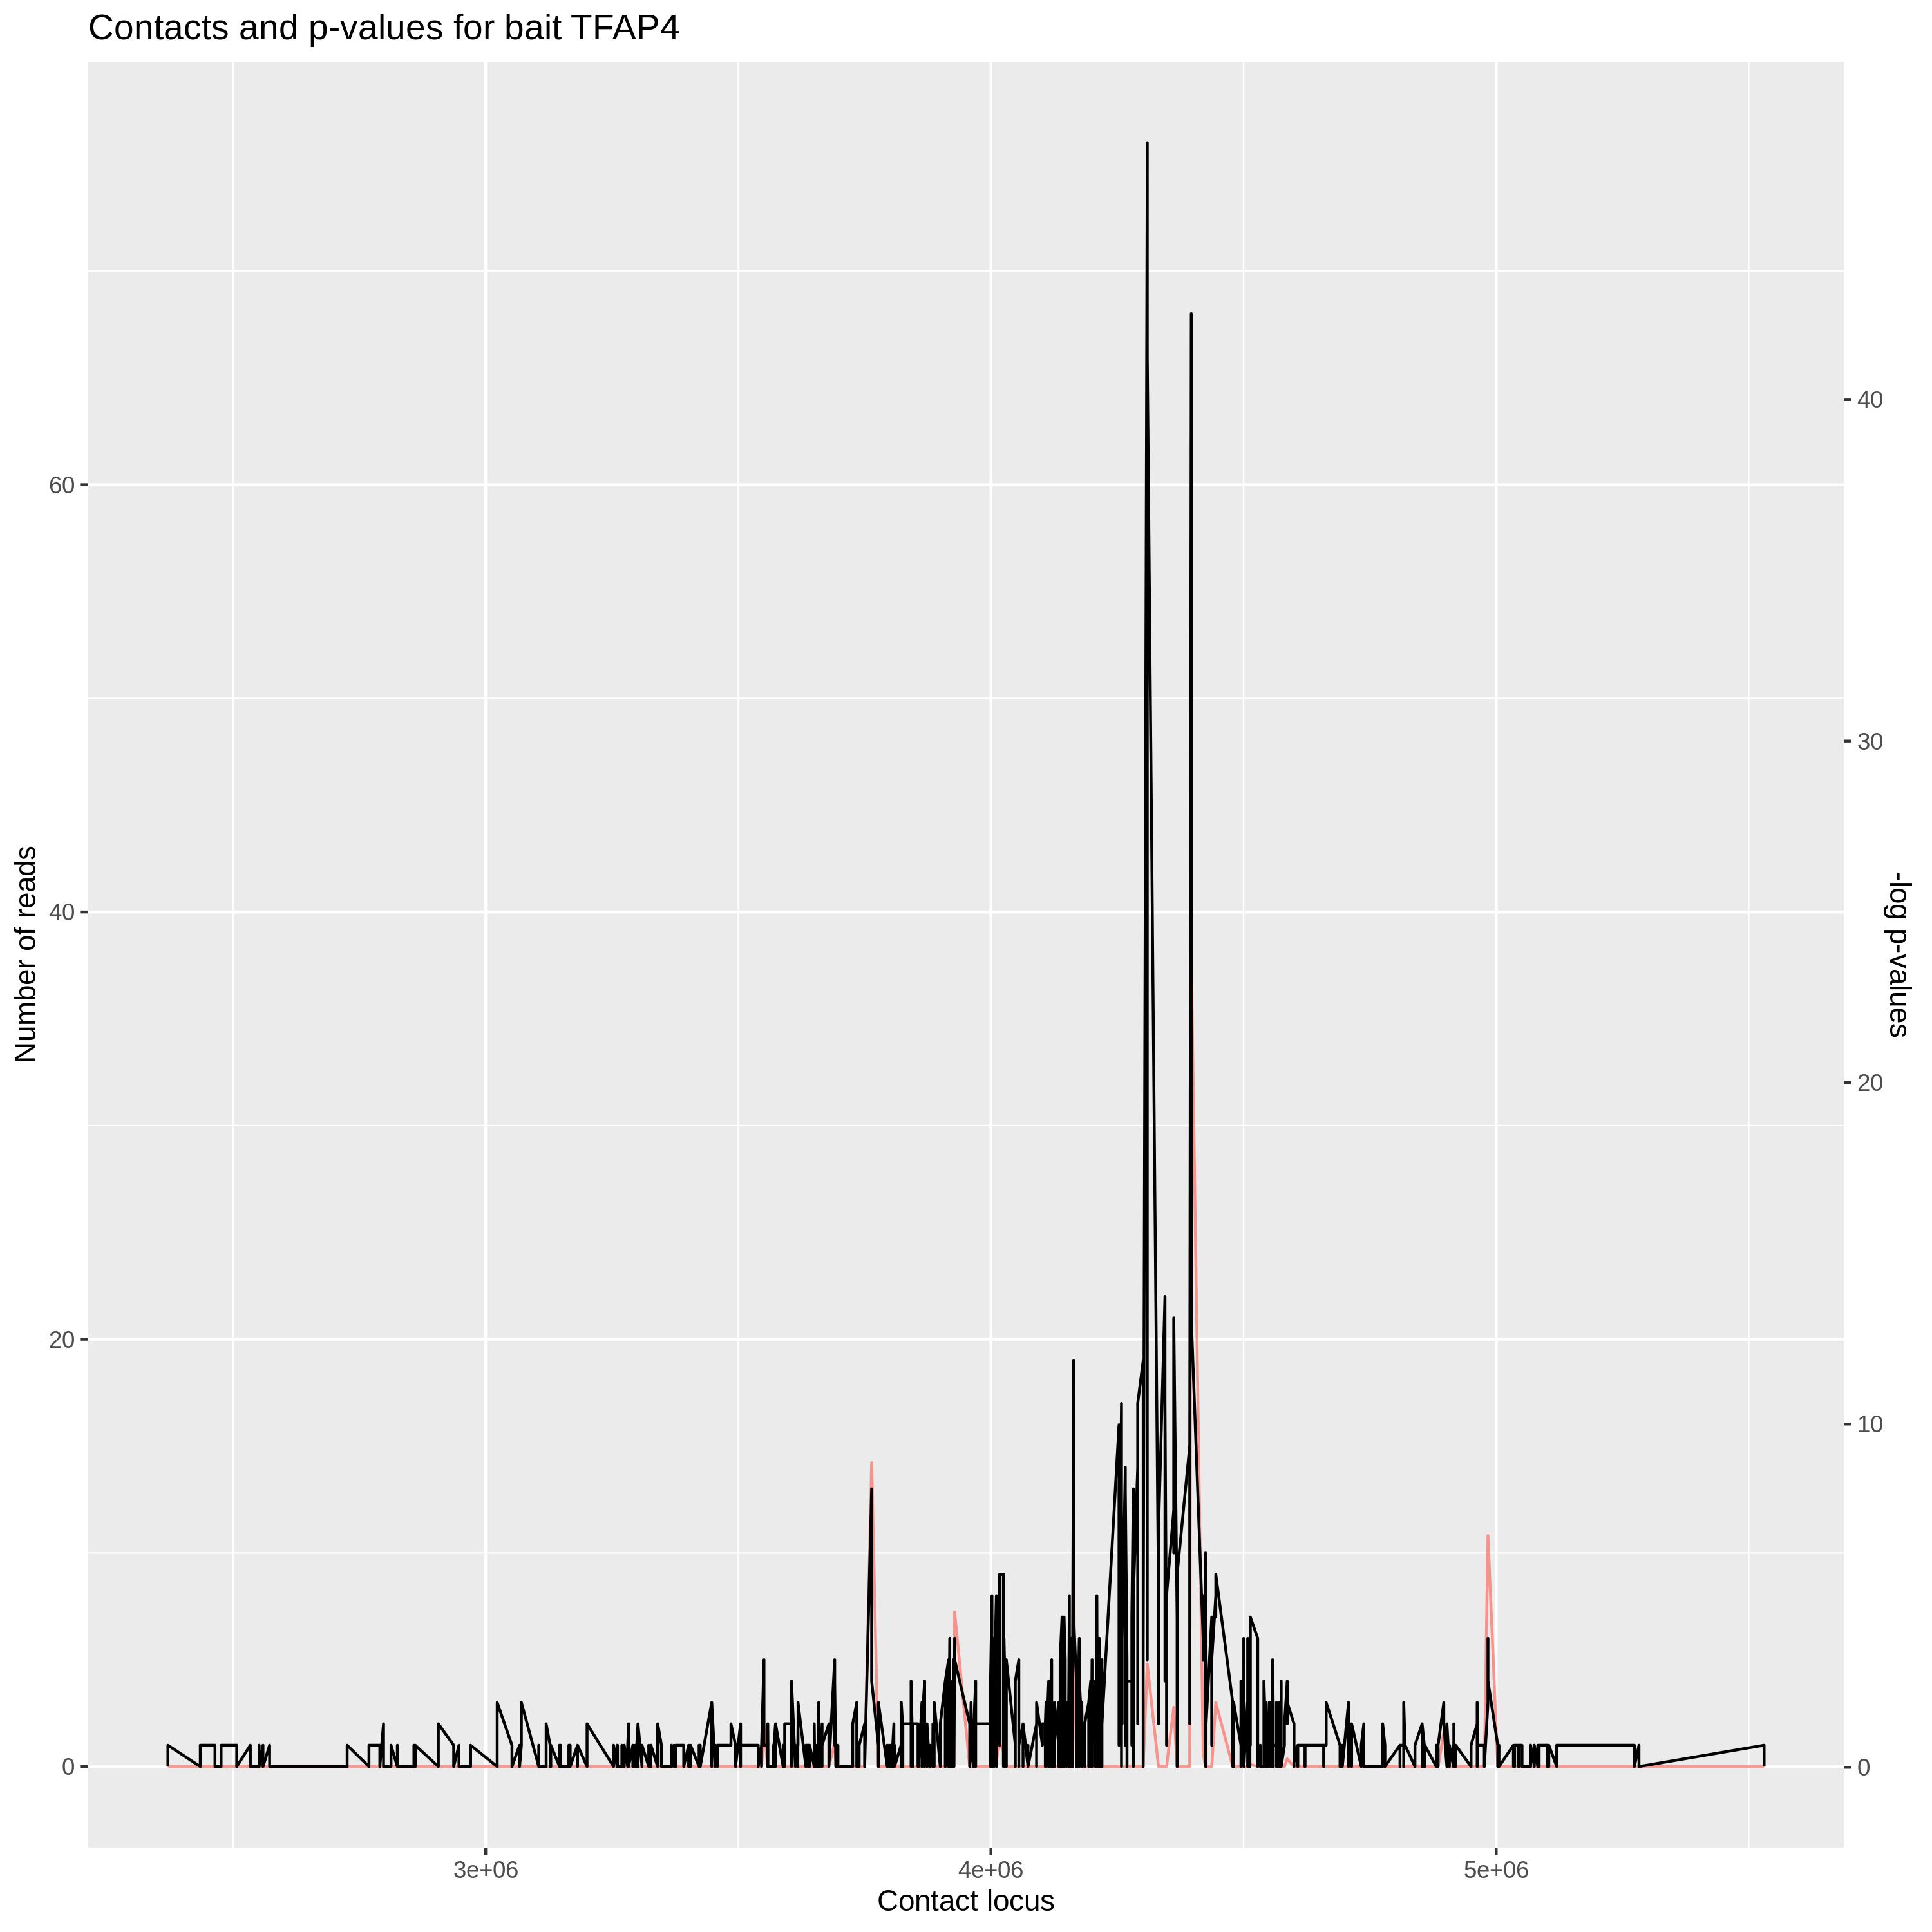 Contacts and p-values for bait TFAP4
60
40
20
0
Number of reads
40
30
20
10
0
-log p-values
3e+06 4e+06 5e+06
Contact locus